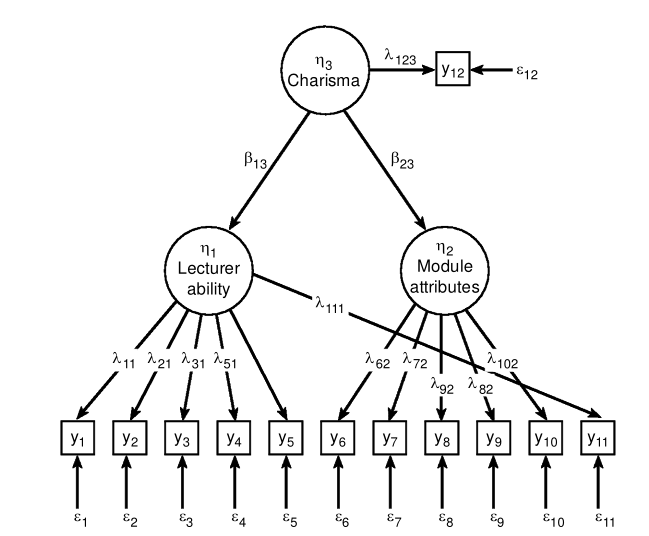 η3
Charisma
λ123
y12
ε12
β13
β23
η1
Lecturer
ability
η2
Module
attributes
λ111
λ11 λ21 λ31 λ51 λ62 λ72 λ102
λ92 λ82
y1 y2 y3 y4 y5 y6 y7 y8 y9 y10 y11
ε1 ε2 ε3 ε4 ε5 ε6 ε7 ε8 ε9 ε10 ε11